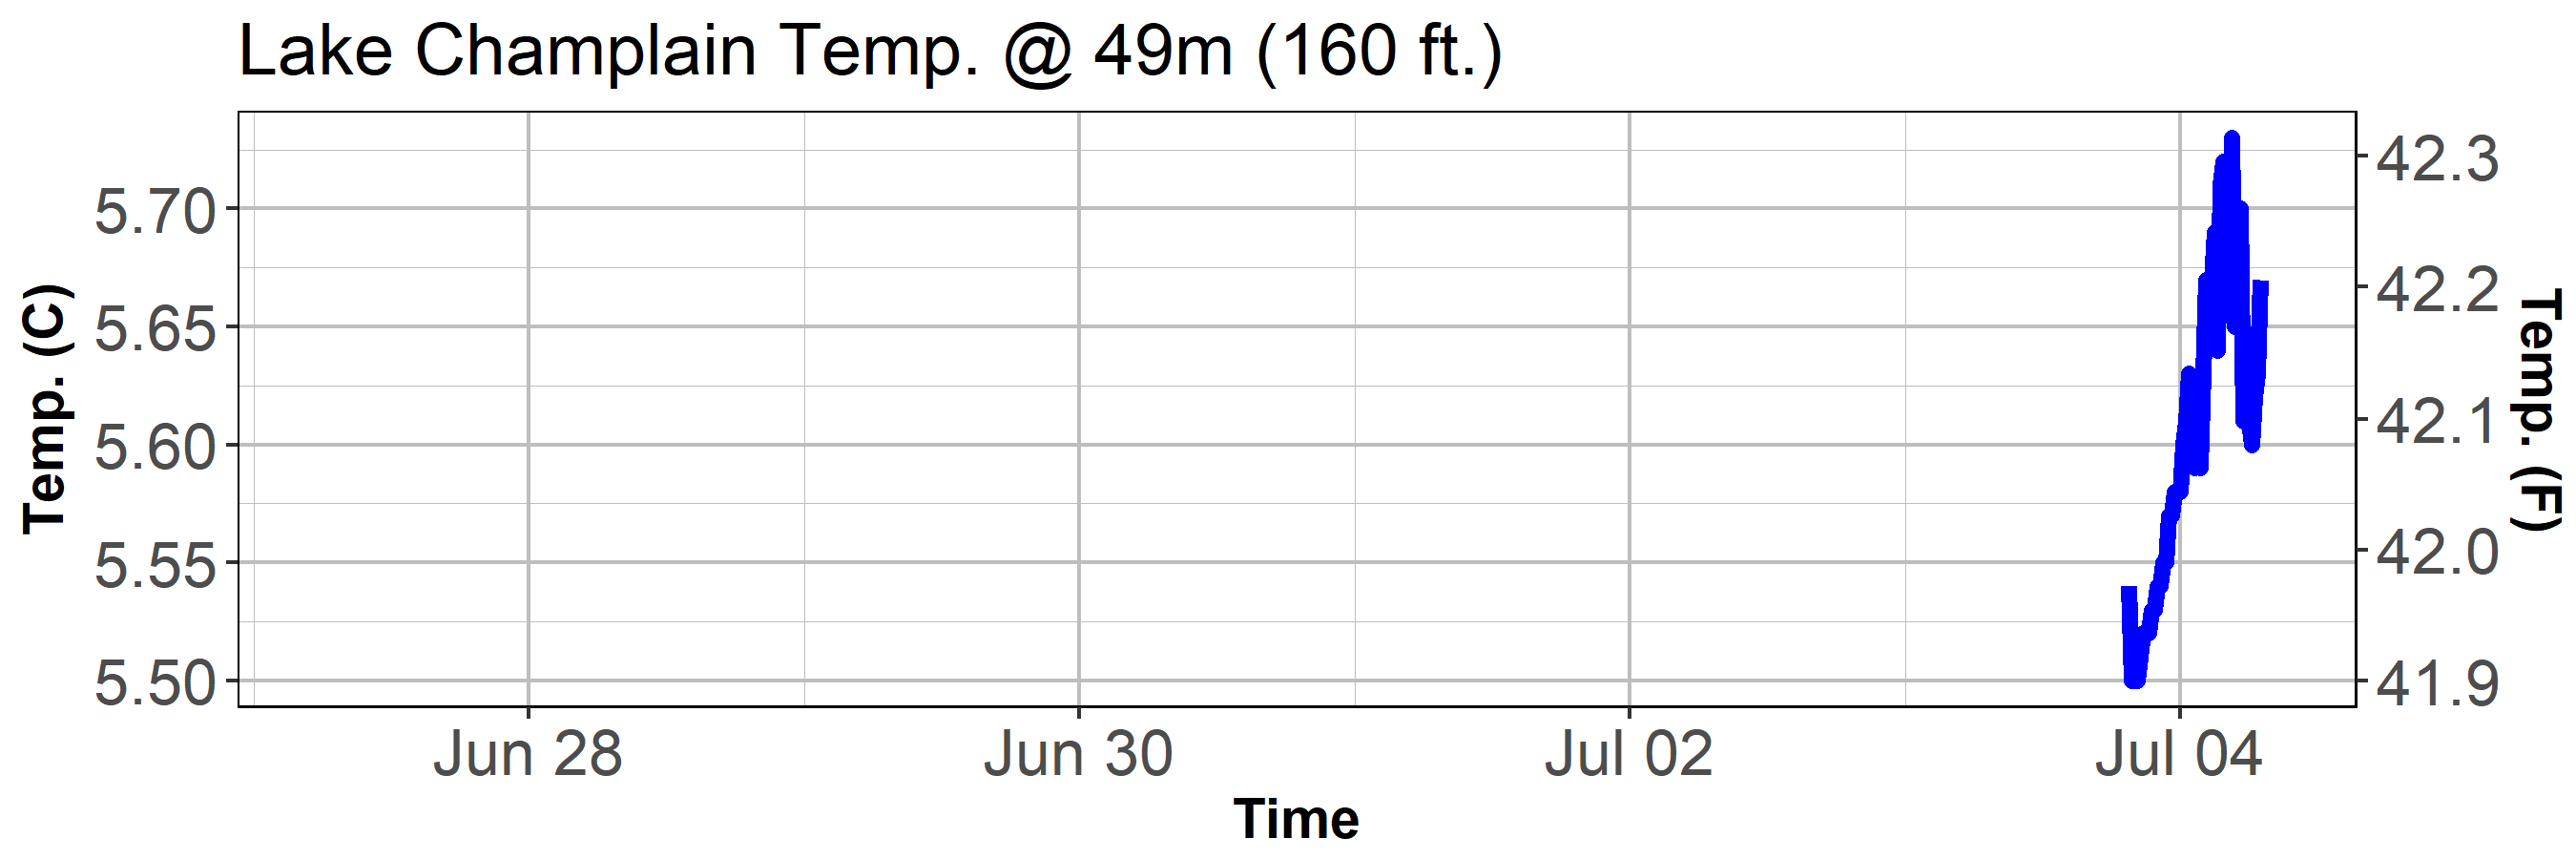 Lake Champlain Temp. @ 49m (160 ft.)
Temp. (C)
5.70
5.65
5.60
5.55
5.50
42.3
42.2
42.1
42.0
41.9
Temp. (F)
Jun 28 Jun 30 Jul 02 Jul 04
Time